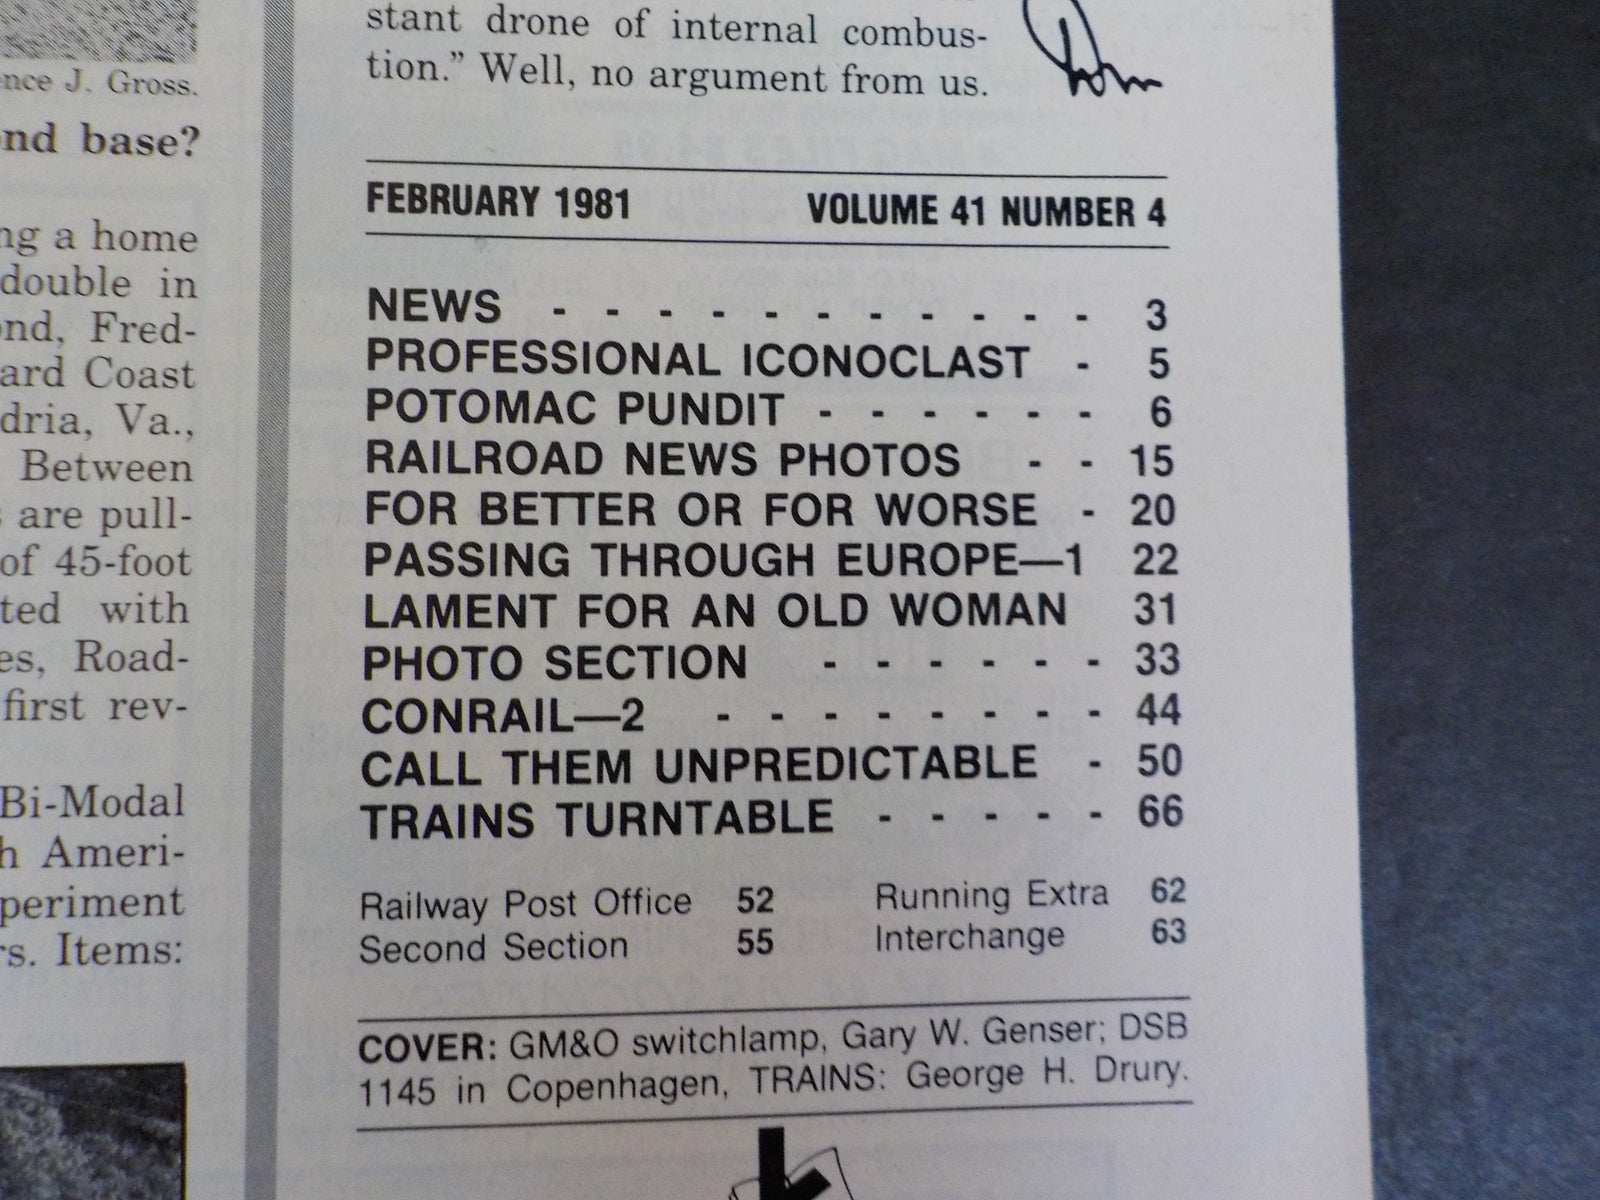 ence J. Gross.
ond base?
ng a home
double in
ond, Fred-
ard Coast
dria, Va.,
Between
s are pull-
of 45-foot
ted with
es, Road-
first rev-
Bi-Modal
h Ameri-
periment
rs. Items:
stant drone of internal combus-
tion.” Well, no argument from us.
FEBRUARY 1981 VOLUME 41 NUMBER 4
NEWS - - - - - - - - - - - 3
PROFESSIONAL ICONOCLAST - 5
POTOMAC PUNDIT - - - - - - 6
RAILROAD NEWS PHOTOS - - 15
FOR BETTER OR FOR WORSE - 20
PASSING THROUGH EUROPE—1 22
LAMENT FOR AN OLD WOMAN 31
PHOTO SECTION - - - - - - 33
CONRAIL—2 - - - - - - - - 44
CALL THEM UNPREDICTABLE - 50
TRAINS TURNTABLE - - - - - 66
Railway Post Office 52 Running Extra 62
Second Section 55 Interchange 63
COVER: GM&O switchlamp, Gary W. Genser; DSB
1145 in Copenhagen, TRAINS: George H. Drury.